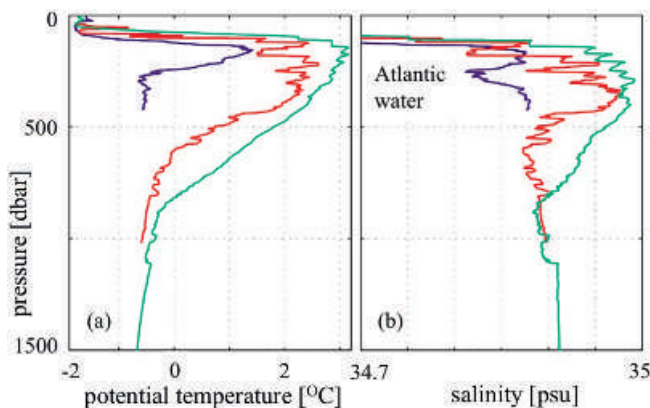 0
500
1500
pressure [dbar]
Atlantic
water
(a)
(b)
-2
0
2
34.7
35
potential temperature [°C]
salinity [psu]